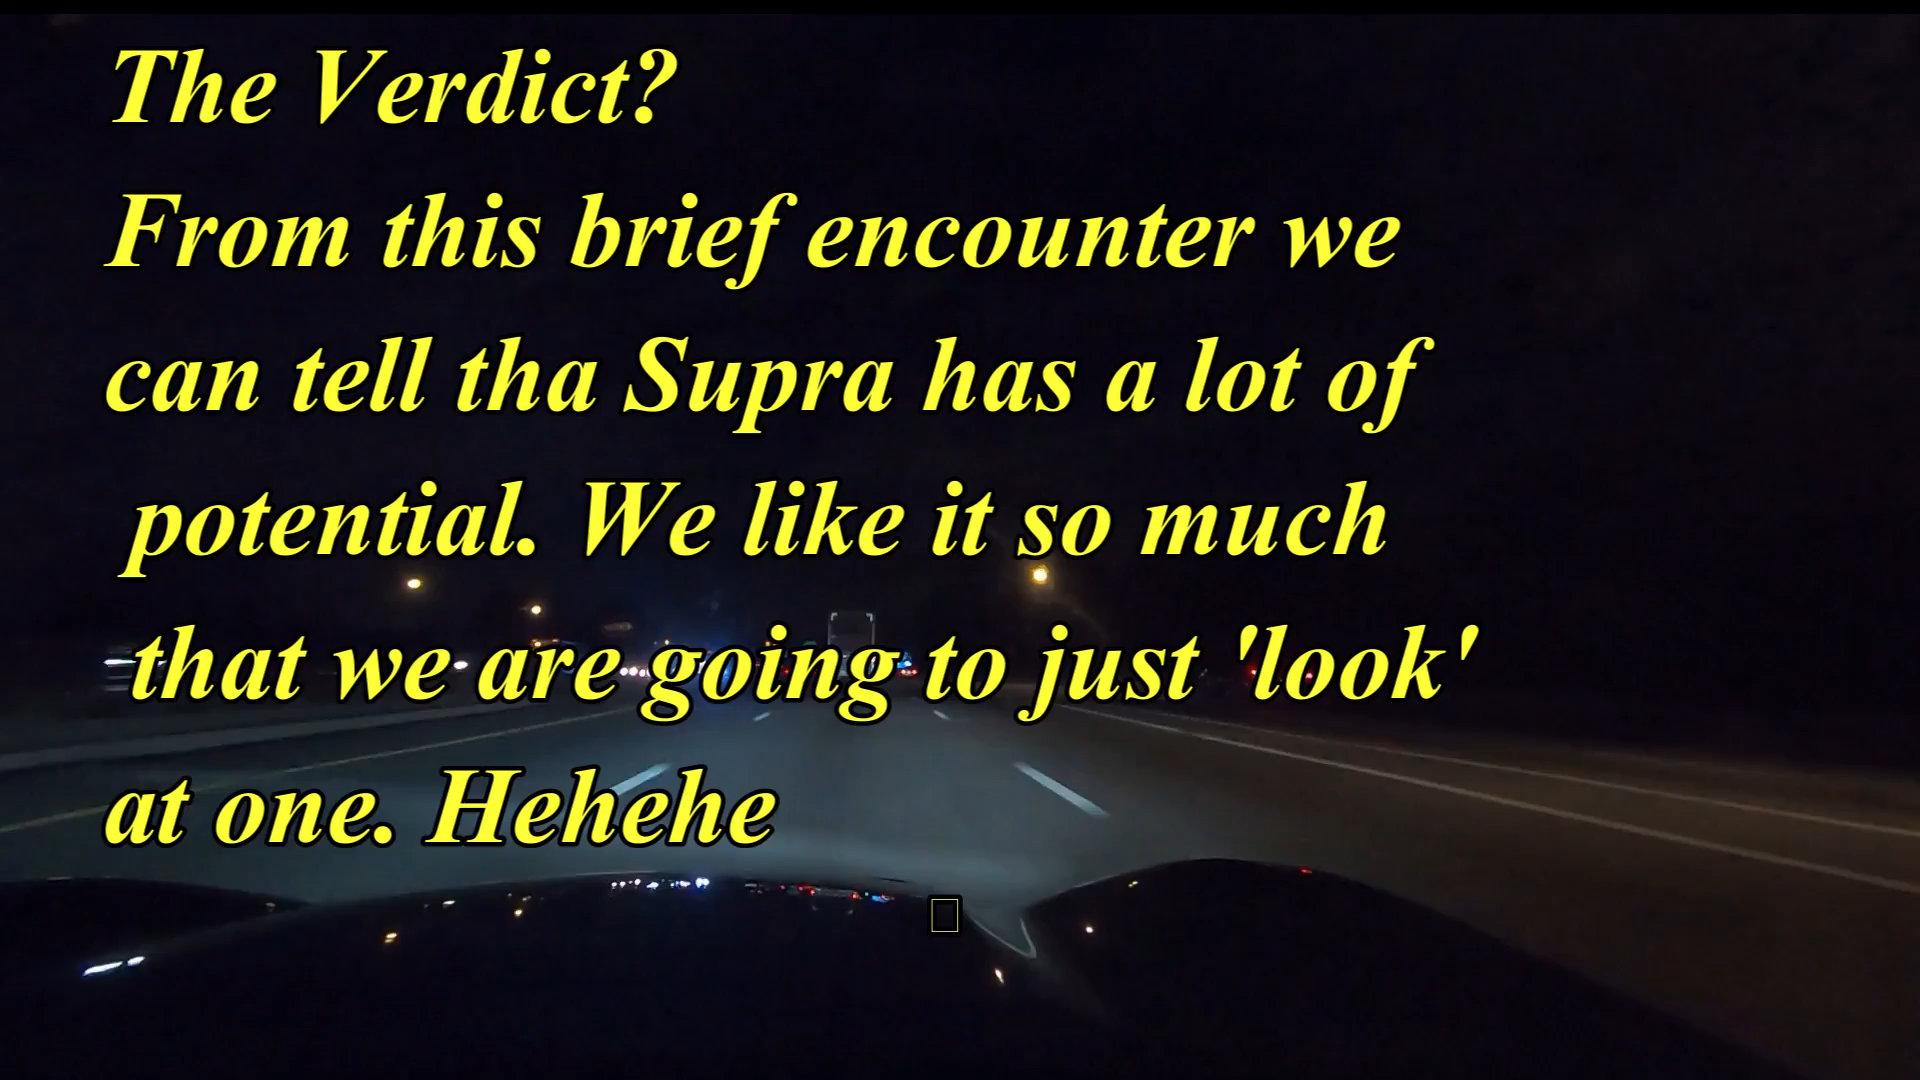 The Verdict?
From this brief encounter we
can tell tha Supra has a lot of
potential. We like it so much
that we are going to just 'look'
at one. Hehehe